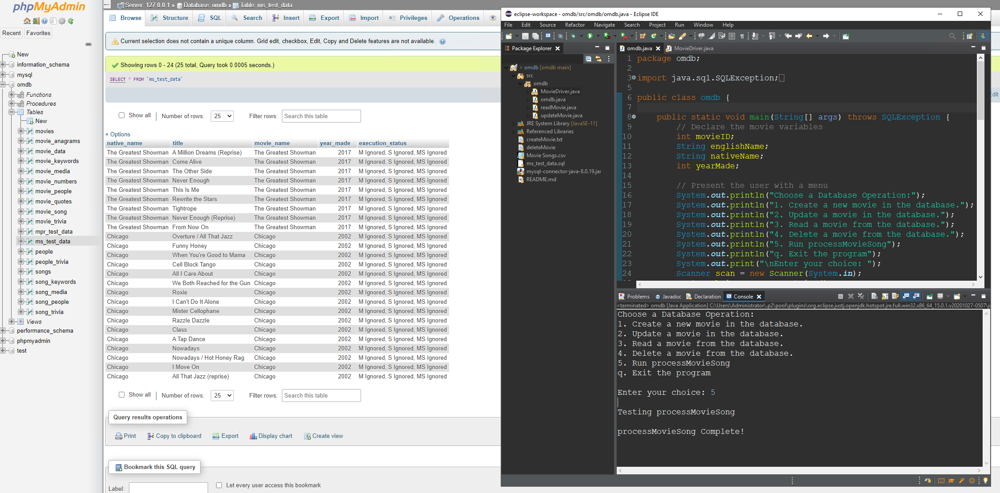 phpMyAdmin
Recent
Favorites
New
information_schema
mysql
omdb
Functions
Procedures
Tables
New
movies
movie_anagrams
movie_data
movie_keywords
movie_media
movie_numbers
movie_people
movie_quotes
movie_song
movie_trivia
mpr_test_data
ms_test_data
people
people_trivia
songs
song_keywords
song_media
song_people
song_trivia
Views
performance_schema
phpmyadmin
test
Server: 127.0.0.1 » Database: omdb » Table: ms_test_data
Browse Structure SQL Search Insert Export Import Privileges Operations
Current selection does not contain a unique column. Grid edit, checkbox, Edit, Copy and Delete features are not available.
Showing rows 0 - 24 (25 total, Query took 0.0005 seconds.)
SELECT * FROM `ms_test_data`
Show all | Number of rows: 25 Filter rows: Search this table
+ Options
native_name title movie_name year_made execution_status
The Greatest Showman A Million Dreams (Reprise) The Greatest Showman 2017 M Ignored, S Ignored, MS Ignored
The Greatest Showman Come Alive The Greatest Showman 2017 M Ignored, S Ignored, MS Ignored
The Greatest Showman The Other Side The Greatest Showman 2017 M Ignored, S Ignored, MS Ignored
The Greatest Showman Never Enough The Greatest Showman 2017 M Ignored, S Ignored, MS Ignored
The Greatest Showman This Is Me The Greatest Showman 2017 M Ignored, S Ignored, MS Ignored
The Greatest Showman Rewrite the Stars The Greatest Showman 2017 M Ignored, S Ignored, MS Ignored
The Greatest Showman Tightrope The Greatest Showman 2017 M Ignored, S Ignored, MS Ignored
The Greatest Showman Never Enough (Reprise) The Greatest Showman 2017 M Ignored, S Ignored, MS Ignored
The Greatest Showman From Now On The Greatest Showman 2017 M Ignored, S Ignored, MS Ignored
Chicago Overture / All That Jazz Chicago 2002 M Ignored, S Ignored, MS Ignored
Chicago Funny Honey Chicago 2002 M Ignored, S Ignored, MS Ignored
Chicago When You're Good to Mama Chicago 2002 M Ignored, S Ignored, MS Ignored
Chicago Cell Block Tango Chicago 2002 M Ignored, S Ignored, MS Ignored
Chicago All I Care About Chicago 2002 M Ignored, S Ignored, MS Ignored
Chicago We Both Reached for the Gun Chicago 2002 M Ignored, S Ignored, MS Ignored
Chicago Roxie Chicago 2002 M Ignored, S Ignored, MS Ignored
Chicago I Can't Do It Alone Chicago 2002 M Ignored, S Ignored, MS Ignored
Chicago Mister Cellophane Chicago 2002 M Ignored, S Ignored, MS Ignored
Chicago Razzle Dazzle Chicago 2002 M Ignored, S Ignored, MS Ignored
Chicago Class Chicago 2002 M Ignored, S Ignored, MS Ignored
Chicago A Tap Dance Chicago 2002 M Ignored, S Ignored, MS Ignored
Chicago Nowadays Chicago 2002 M Ignored, S Ignored, MS Ignored
Chicago Nowadays / Hot Honey Rag Chicago 2002 M Ignored, S Ignored, MS Ignored
Chicago I Move On Chicago 2002 M Ignored, S Ignored, MS Ignored
Chicago All That Jazz (reprise) Chicago 2002 M Ignored, S Ignored, MS Ignored
Show all | Number of rows: 25 Filter rows: Search this table
Query results operations
Print Copy to clipboard Export Display chart Create view
Bookmark this SQL query
Label: Let every user access this bookmark
Edit
eclipse-workspace - omdb/src/omdb/omdb.java - Eclipse IDE
File Edit Source Refactor Navigate Search Project Run Window Help
Package Explorer
> omdb [omdb main]
src
omdb
MovieDriver.java
omdb.java
readMovie.java
updateMovie.java
JRE System Library [JavaSE-11]
Referenced Libraries
createMovie.txt
deleteMovie
Movie Songs.csv
ms_test_data.sql
mysql-connector-java-8.0.19.jar
README.md
omdb.java MovieDriver.java
1 package omdb;
2
3 import java.sql.SQLException;
5
6 public class omdb {
7
8 public static void main(String[] args) throws SQLException {
9 // Declare the movie variables
10 int movieID;
11 String englishName;
12 String nativeName;
13 int yearMade;
14
15 // Present the user with a menu
16 System.out.println("Choose a Database Operation:");
17 System.out.println("1. Create a new movie in the database.");
18 System.out.println("2. Update a movie in the database.");
19 System.out.println("3. Read a movie from the database.");
20 System.out.println("4. Delete a movie from the database.");
21 System.out.println("5. Run processMovieSong");
22 System.out.println("q. Exit the program");
23 System.out.print("\nEnter your choice: ");
24 Scanner scan = new Scanner(System.in);
Problems Javadoc Declaration Console
<terminated> omdb [Java Application] C:\Users\Administrator\.p2\pool\plugins\org.eclipse.justj.openjdk.hotspot.jre.full.win32.x86_64_15.0.1.v20201027-0507\j
Choose a Database Operation:
1. Create a new movie in the database.
2. Update a movie in the database.
3. Read a movie from the database.
4. Delete a movie from the database.
5. Run processMovieSong
q. Exit the program
Enter your choice: 5
Testing processMovieSong
processMovieSong Complete!